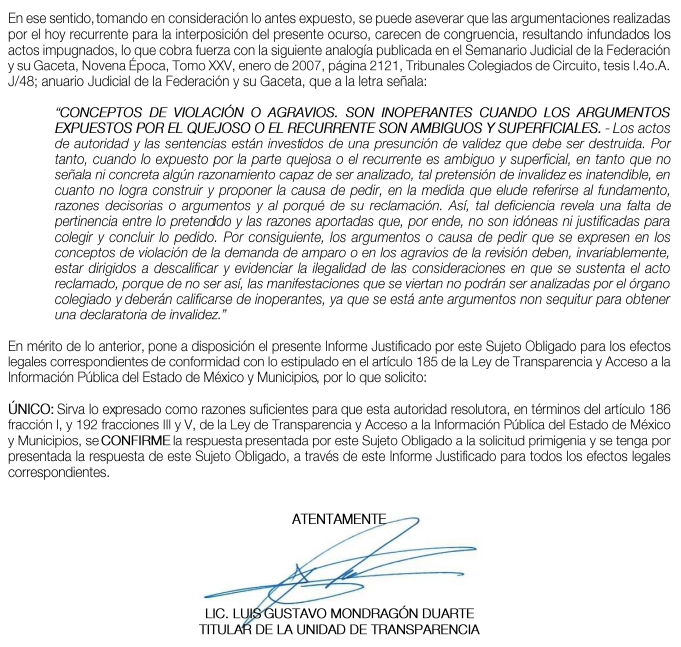 En ese sentido, tomando en consideración lo antes expuesto, se puede aseverar que las argumentaciones realizadas
por el hoy recurrente para la interposición del presente ocurso, carecen de congruencia, resultando infundados los
actos impugnados, lo que cobra fuerza con la siguiente analogía publicada en el Semanario Judicial de la Federación
y su Gaceta, Novena Época, Tomo XXV, enero de 2007, página 2121, Tribunales Colegiados de Circuito, tesis I.4o.A.
J/48; anuario Judicial de la Federación y su Gaceta, que a la letra señala:
“CONCEPTOS DE VIOLACIÓN O AGRAVIOS. SON INOPERANTES CUANDO LOS ARGUMENTOS
EXPUESTOS POR EL QUEJOSO O EL RECURRENTE SON AMBIGUOS Y SUPERFICIALES. - Los actos
de autoridad y las sentencias están investidos de una presunción de validez que debe ser destruida. Por
tanto, cuando lo expuesto por la parte quejosa o el recurrente es ambiguo y superficial, en tanto que no
señala ni concreta algún razonamiento capaz de ser analizado, tal pretensión de invalidez es inatendible, en
cuanto no logra construir y proponer la causa de pedir, en la medida que elude referirse al fundamento,
razones decisorias o argumentos y al porqué de su reclamación. Así, tal deficiencia revela una falta de
pertinencia entre lo pretendido y las razones aportadas que, por ende, no son idóneas ni justificadas para
colegir y concluir lo pedido. Por consiguiente, los argumentos o causa de pedir que se expresen en los
conceptos de violación de la demanda de amparo o en los agravios de la revisión deben, invariablemente,
estar dirigidos a descalificar y evidenciar la ilegalidad de las consideraciones en que se sustenta el acto
reclamado, porque de no ser así, las manifestaciones que se viertan no podrán ser analizadas por el órgano
colegiado y deberán calificarse de inoperantes, ya que se está ante argumentos non sequitur para obtener
una declaratoria de invalidez.”
En mérito de lo anterior, pone a disposición el presente Informe Justificado por este Sujeto Obligado para los efectos
legales correspondientes de conformidad con lo estipulado en el artículo 185 de la Ley de Transparencia y Acceso a la
Información Pública del Estado de México y Municipios, por lo que solicito:
ÚNICO: Sirva lo expresado como razones suficientes para que esta autoridad resolutora, en términos del artículo 186
fracción I, y 192 fracciones III y V, de la Ley de Transparencia y Acceso a la Información Pública del Estado de México
y Municipios, se CONFIRME la respuesta presentada por este Sujeto Obligado a la solicitud primigenia y se tenga por
presentada la respuesta de este Sujeto Obligado, a través de este Informe Justificado para todos los efectos legales
correspondientes.
ATENTAMENTE
LIC. LUIS GUSTAVO MONDRAGÓN DUARTE
TITULAR DE LA UNIDAD DE TRANSPARENCIA